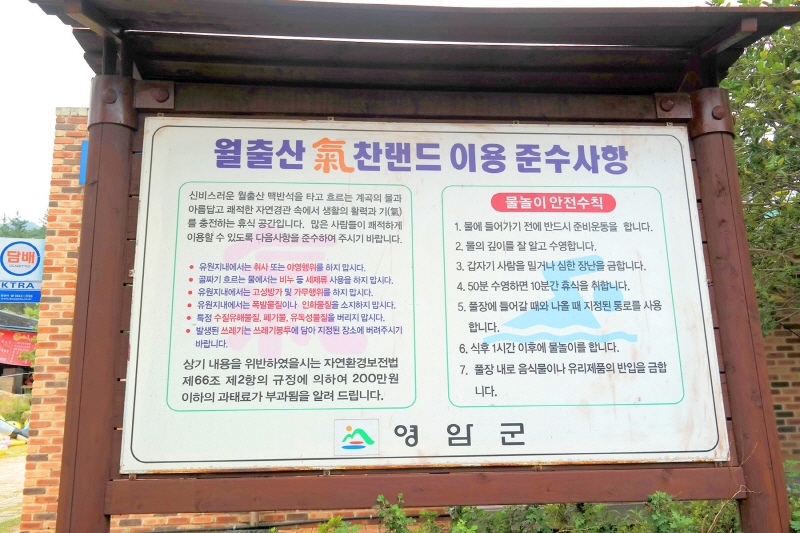 월출산 氣찬랜드 이용 준수사항
신비스러운 월출산 맥반석을 타고 흐르는 계곡의 물과
아름답고 쾌적한 자연경관 속에서 생활의 활력과 기(氣)
를 충전하는 휴식 공간입니다. 많은 사람들이 쾌적하게
이용할 수 있도록 다음사항을 준수하여 주시기 바랍니다.
• 유원지내에서는 취사 또는 야영행위를 하지 맙시다.
• 골짜기 흐르는 물에서는 비누 등 세제류 사용을 하지 맙시다.
• 유원지내에서는 고성방가 및 가무행위를 하지 맙시다.
• 유원지내에서는 폭발물질이나 인화물질을 소지하지 맙시다.
• 특정 수질유해물질, 폐기물, 유독성물질을 버리지 맙시다.
• 발생된 쓰레기는 쓰레기봉투에 담아 지정된 장소에 버려주시기
바랍니다.
상기 내용을 위반하였을시는 자연환경보전법
제66조 제2항의 규정에 의하여 200만원
이하의 과태료가 부과됨을 알려 드립니다.
물놀이 안전수칙
1. 물에 들어가기 전에 반드시 준비운동을 합니다.
2. 물의 깊이를 잘 알고 수영합니다.
3. 갑자기 사람을 밀거나 심한 장난을 금합니다.
4. 50분 수영하면 10분간 휴식을 취합니다.
5. 풀장에 들어갈 때와 나올 때 지정된 통로를 사용
합니다.
6. 식후 1시간 이후에 물놀이를 합니다.
7. 풀장 내로 음식물이나 유리제품의 반입을 금합
니다.
영암군
담배
KTRA